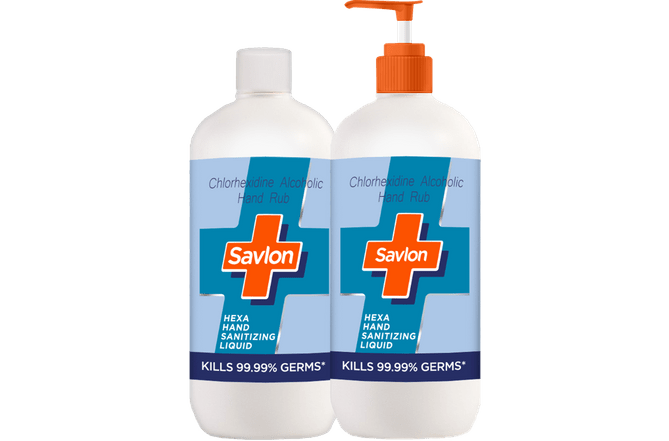 Chlorhexidine Alcoholic
Hand Rub
Savlon
HEXA
HAND
SANITIZING
LIQUID
KILLS 99.99% GERMS*
Chlorhexidine Alcoholic
Hand Rub
Savlon
HEXA
HAND
SANITIZING
LIQUID
KILLS 99.99% GERMS*